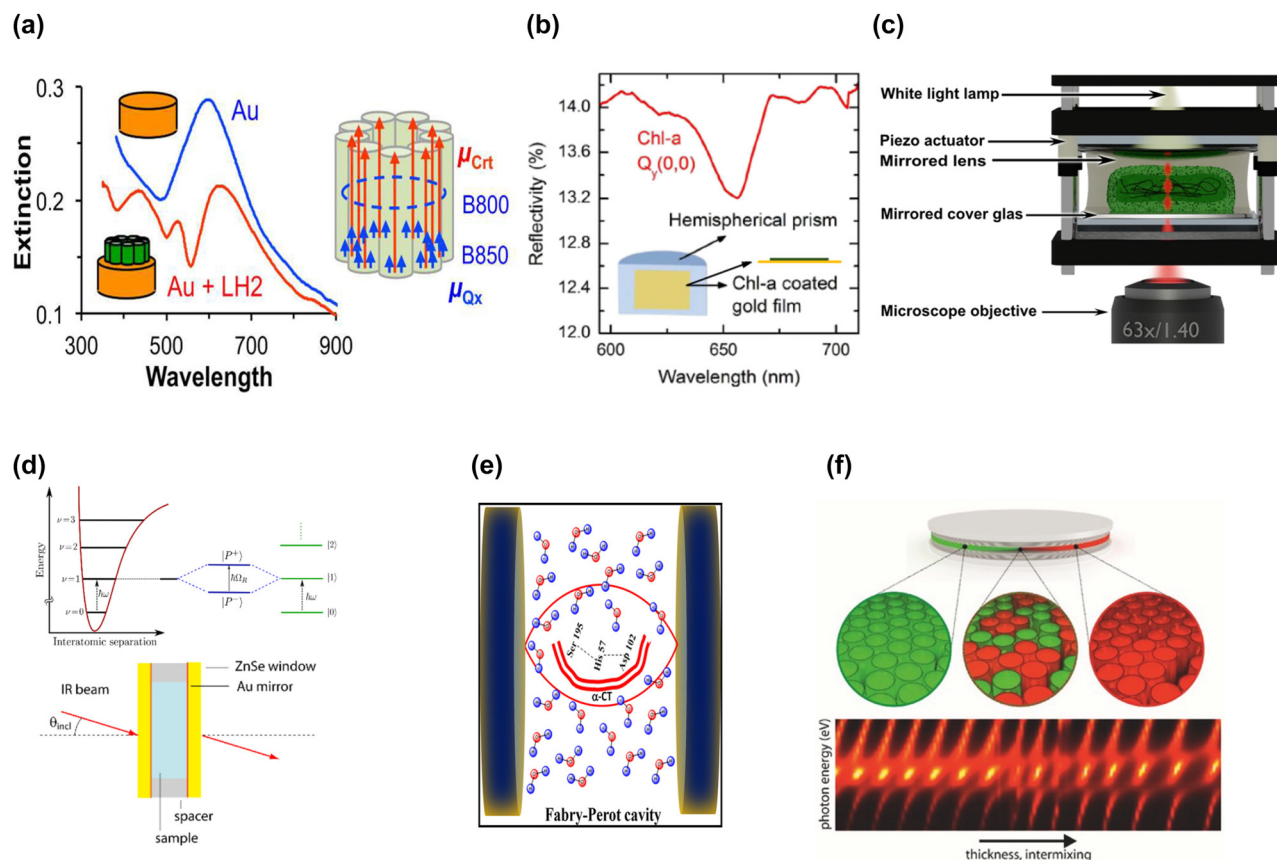 (a)
0.3
0.2
0.1
Extinction
Au
Au + LH2
300 500 700 900
Wavelength
μCrt
B800
B850
μQx
(b)
14.0
13.6
13.2
12.8
12.4
12.0
Reflectivity (%)
Chl-a
Qy(0,0)
Hemispherical prism
Chl-a coated
gold film
600 650 700
Wavelength (nm)
(c)
White light lamp
Piezo actuator
Mirrored lens
Mirrored cover glas
Microscope objective
63x/1.40
(d)
Energy
ν=3
ν=2
ν=1
ν=0
ħω
|P⁺⟩
ħΩR
|P⁻⟩
|2⟩
|1⟩
ħω
|0⟩
Interatomic separation
ZnSe window
Au mirror
IR beam
θincl
spacer
sample
(e)
Ser 195
His 57
Asp 102
α-CT
Fabry-Perot cavity
(f)
photon energy (eV)
thickness, intermixing